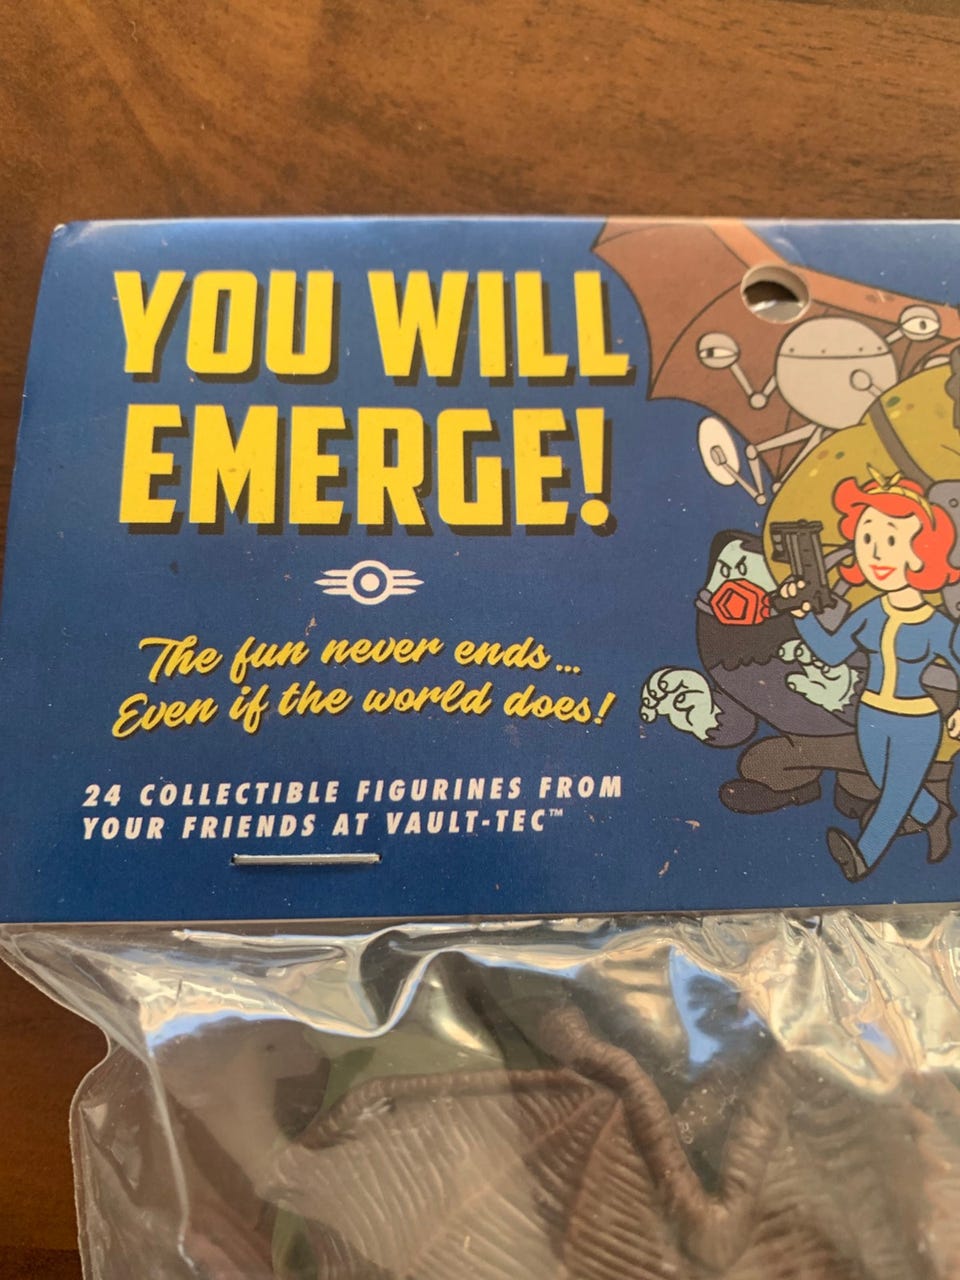 YOU WILL
EMERGE!
The fun never ends...
Even if the world does!
24 COLLECTIBLE FIGURINES FROM
YOUR FRIENDS AT VAULT-TEC™